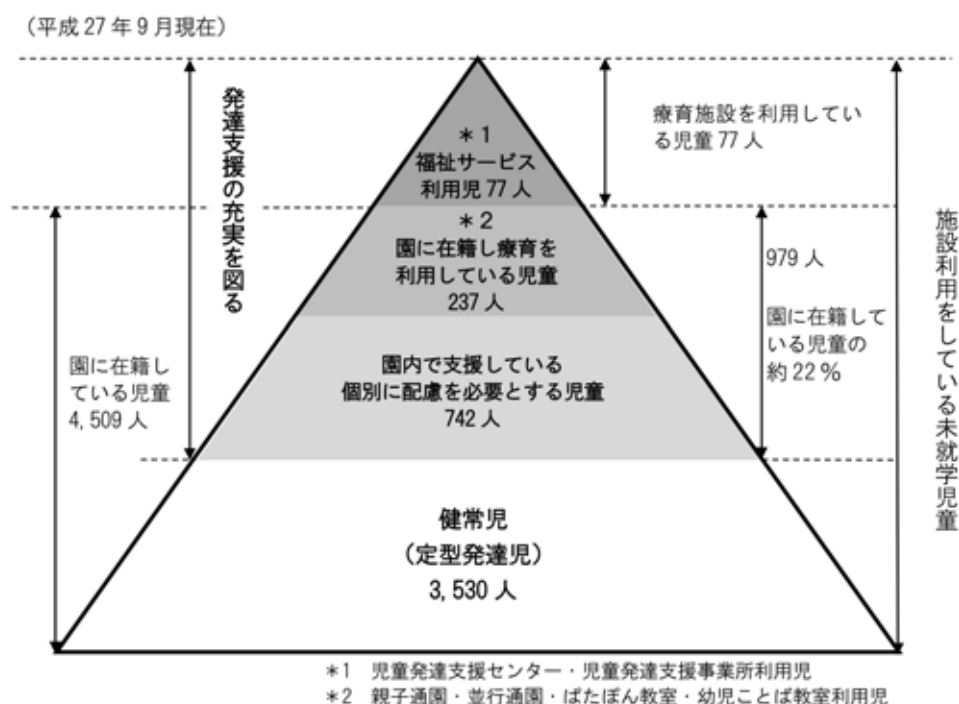 （平成 27 年 9 月現在）
発達支援の充実を図る
＊1
福祉サービス
利用児 77 人
療育施設を利用してい
る児童 77 人
＊2
園に在籍し療育を
利用している児童
237 人
979 人
園に在籍して
いる児童の
約 22 %
園に在籍し
ている児童
4,509 人
園内で支援している
個別に配慮を必要とする児童
742 人
施設利用をしている未就学児童
健常児
（定型発達児）
3,530 人
＊1　児童発達支援センター・児童発達支援事業所利用児
＊2　親子通園・並行通園・ぱたぽん教室・幼児ことば教室利用児